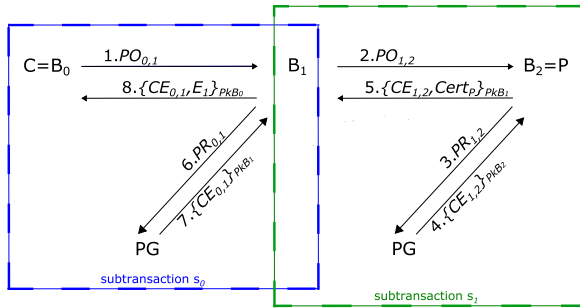 C=B₀ 1.PO₀,₁ B₁ 2.PO₁,₂ B₂=P
8.{CE₀,₁,E₁}PkB₀ 5.{CE₁,₂,Cert_P}PkB₁
6.PR₀,₁ 3.PR₁,₂
7.{CE₀,₁}PkB₁ 4.{CE₁,₂}PkB₂
PG PG
subtransaction s₀
subtransaction s₁